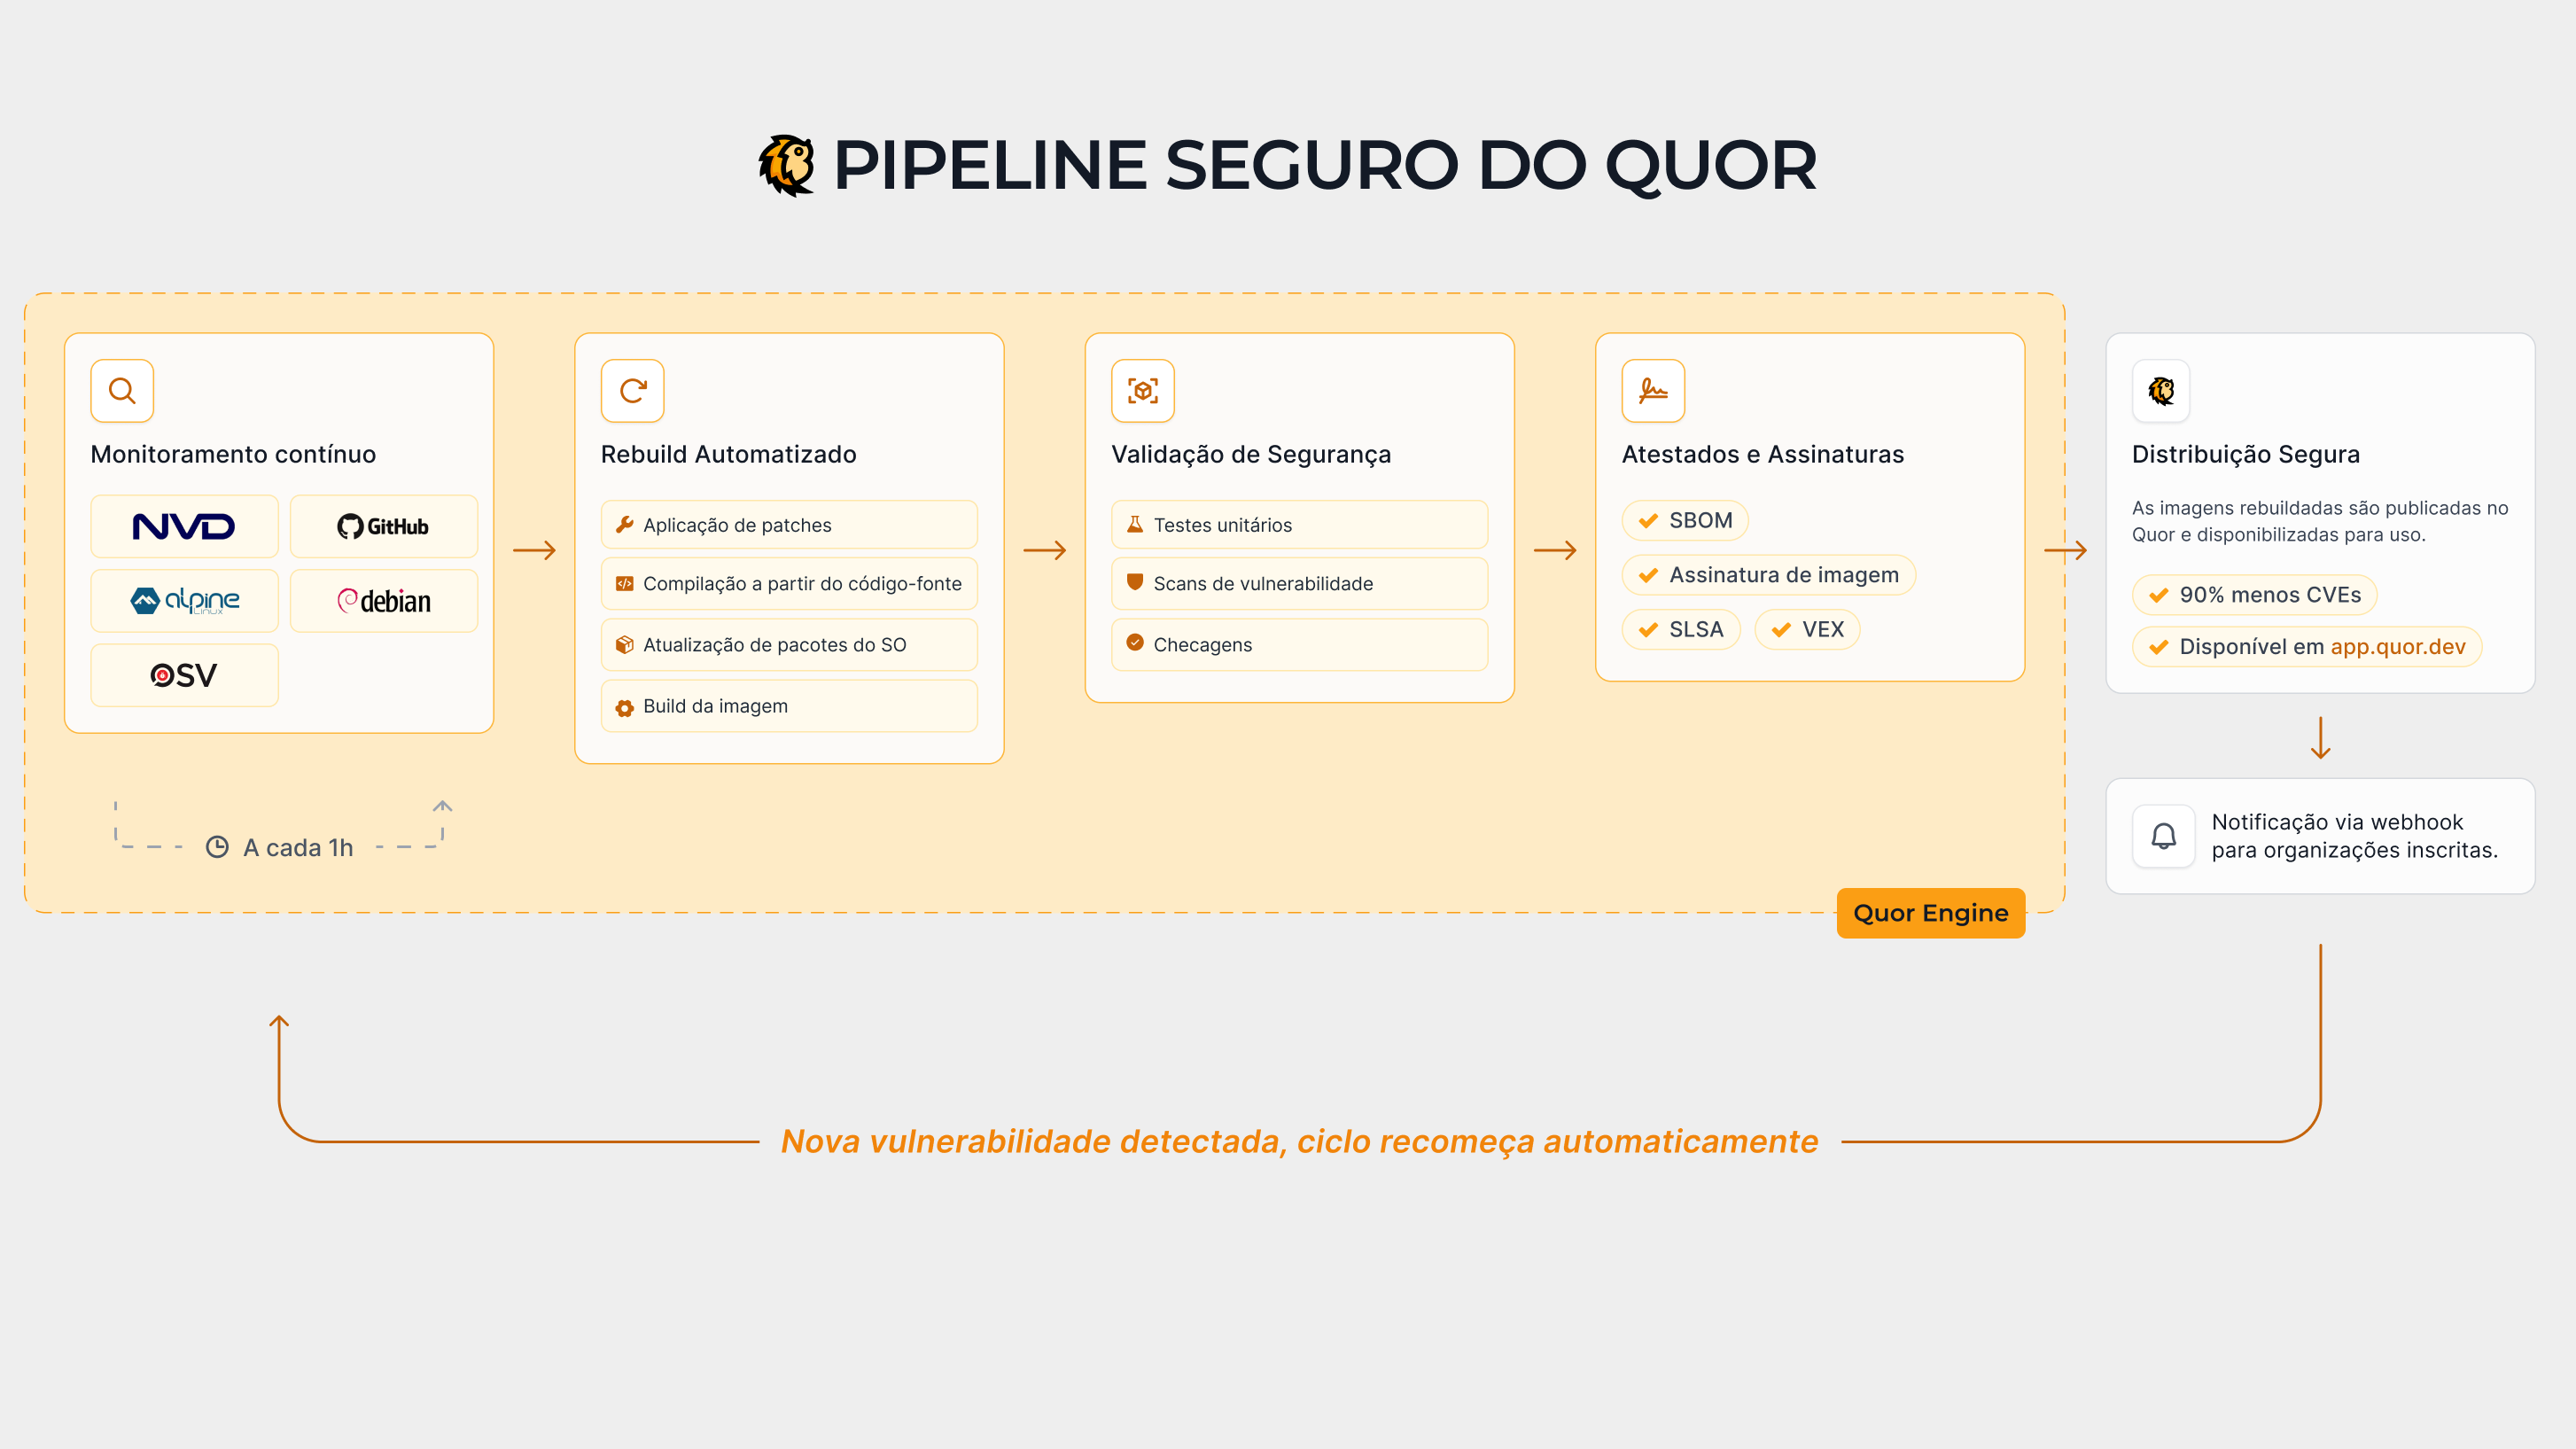 PIPELINE SEGURO DO QUOR
Monitoramento contínuo
NVD
GitHub
alpine
LINUX
debian
OSV
A cada 1h
Rebuild Automatizado
Aplicação de patches
Compilação a partir do código-fonte
Atualização de pacotes do SO
Build da imagem
Validação de Segurança
Testes unitários
Scans de vulnerabilidade
Checagens
Atestados e Assinaturas
SBOM
Assinatura de imagem
SLSA
VEX
Quor Engine
Distribuição Segura
As imagens rebuildadas são publicadas no
Quor e disponibilizadas para uso.
90% menos CVEs
Disponível em app.quor.dev
Notificação via webhook
para organizações inscritas.
Nova vulnerabilidade detectada, ciclo recomeça automaticamente